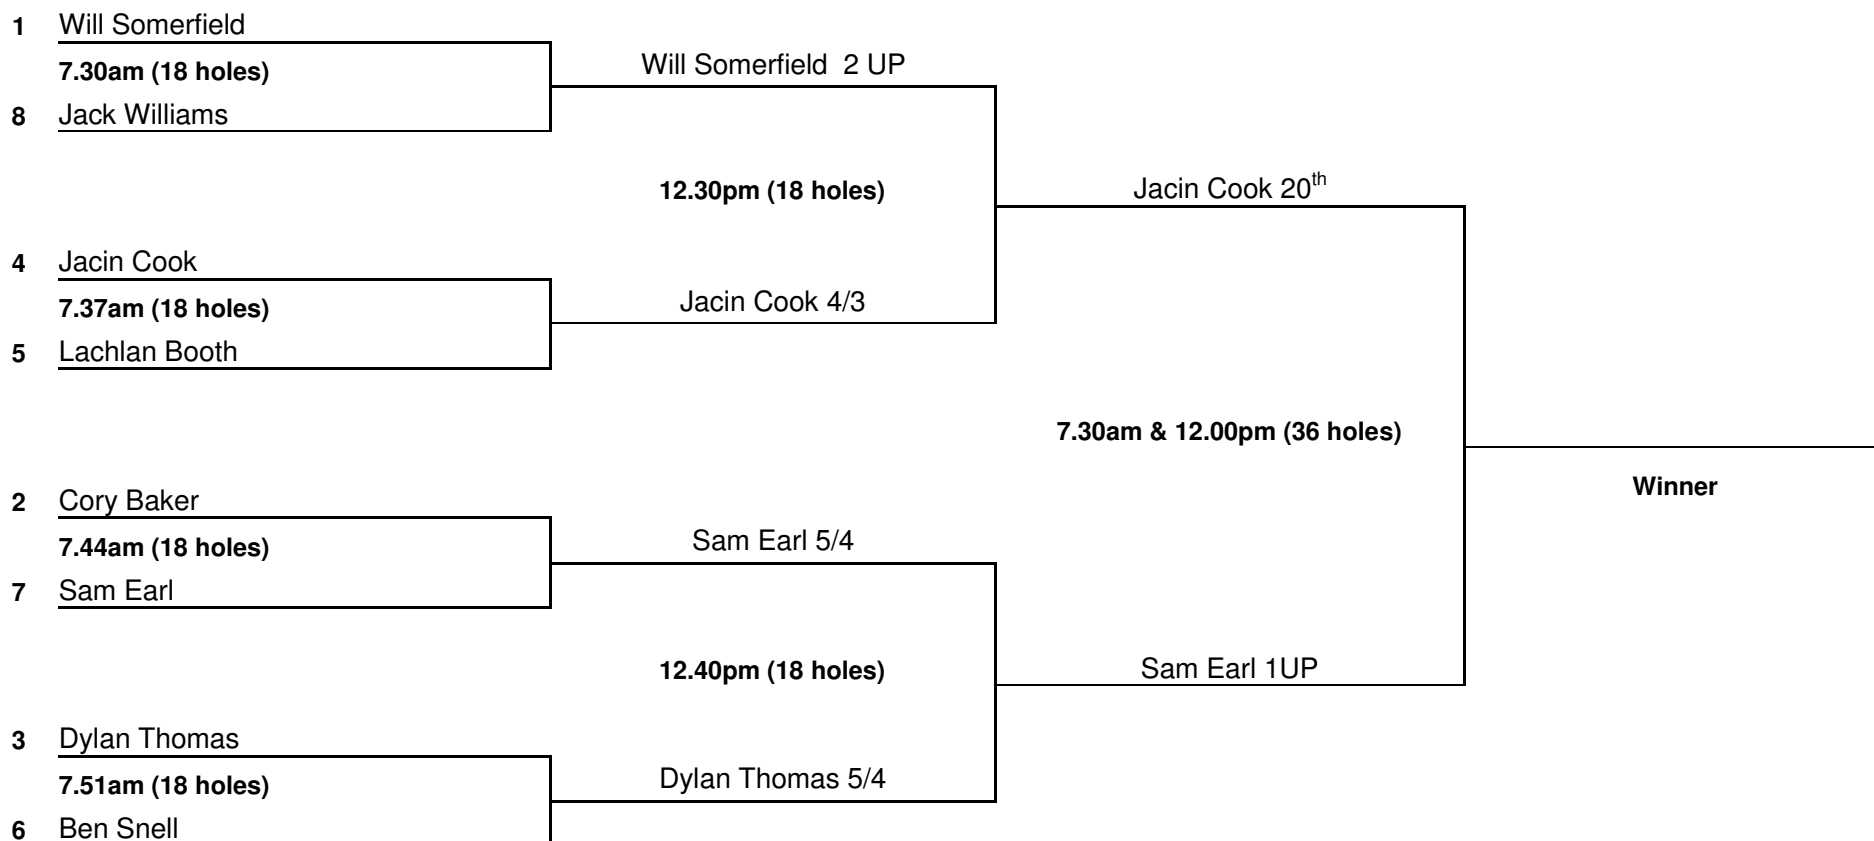 1 Will Somerfield
7.30am (18 holes)
8 Jack Williams
Will Somerfield  2 UP
12.30pm (18 holes)
Jacin Cook 20th
4 Jacin Cook
7.37am (18 holes)
5 Lachlan Booth
Jacin Cook 4/3
7.30am & 12.00pm (36 holes)
Winner
2 Cory Baker
7.44am (18 holes)
7 Sam Earl
Sam Earl 5/4
12.40pm (18 holes)
Sam Earl 1UP
3 Dylan Thomas
7.51am (18 holes)
6 Ben Snell
Dylan Thomas 5/4